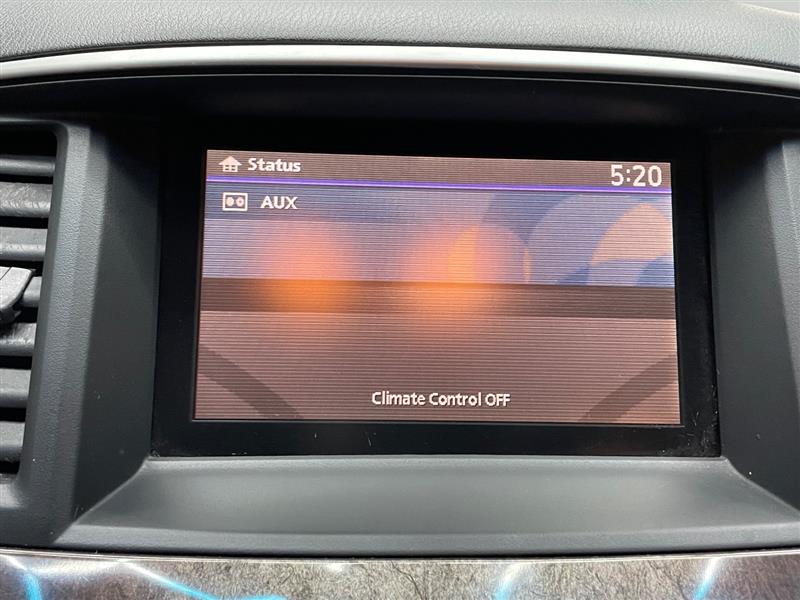 Status
5:20
AUX
Climate Control OFF